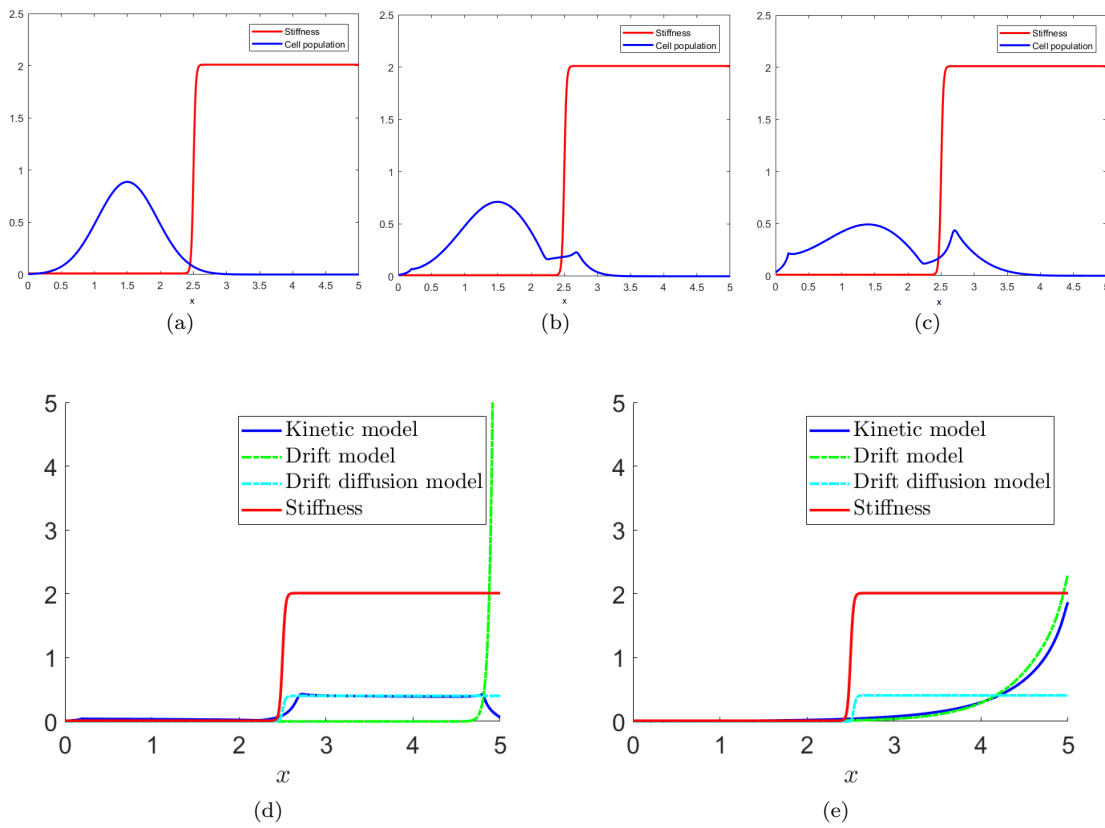 2.5
2
1.5
1
0.5
0
0 0.5 1 1.5 2 2.5 3 3.5 4 4.5 5
x
Stiffness
Cell population
(a)
2.5
2
1.5
1
0.5
0
0 0.5 1 1.5 2 2.5 3 3.5 4 4.5 5
x
Stiffness
Cell population
(b)
2.5
2
1.5
1
0.5
0
0 0.5 1 1.5 2 2.5 3 3.5 4 4.5 5
x
Stiffness
Cell population
(c)
5
4
3
2
1
0
0 1 2 3 4 5
x
Kinetic model
Drift model
Drift diffusion model
Stiffness
(d)
5
4
3
2
1
0
0 1 2 3 4 5
x
Kinetic model
Drift model
Drift diffusion model
Stiffness
(e)